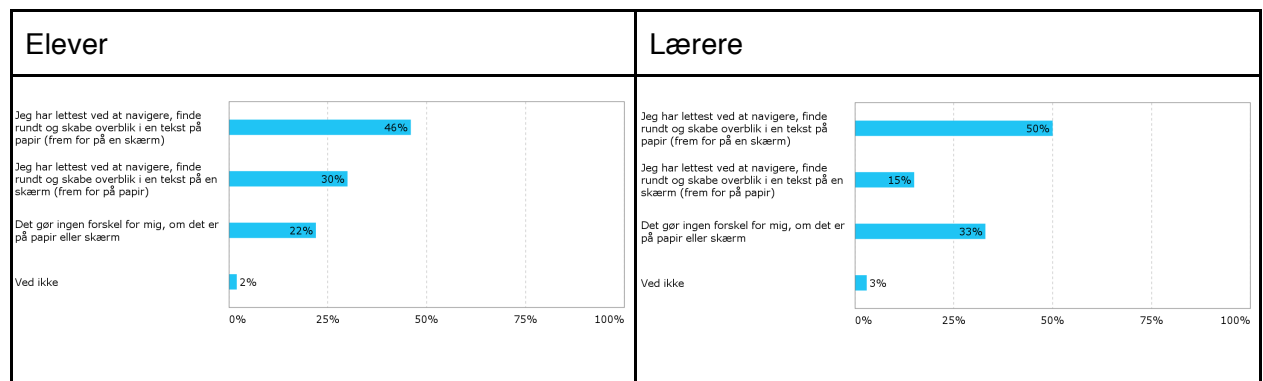 Elever
Jeg har lettest ved at navigere, finde
rundt og skabe overblik i en tekst på
papir (frem for på en skærm)
46%
Jeg har lettest ved at navigere, finde
rundt og skabe overblik i en tekst på en
skærm (frem for på papir)
30%
Det gør ingen forskel for mig, om det er
på papir eller skærm
22%
Ved ikke
2%
0% 25% 50% 75% 100%
Lærere
Jeg har lettest ved at navigere, finde
rundt og skabe overblik i en tekst på
papir (frem for på en skærm)
50%
Jeg har lettest ved at navigere, finde
rundt og skabe overblik i en tekst på en
skærm (frem for på papir)
15%
Det gør ingen forskel for mig, om det er
på papir eller skærm
33%
Ved ikke
3%
0% 25% 50% 75% 100%